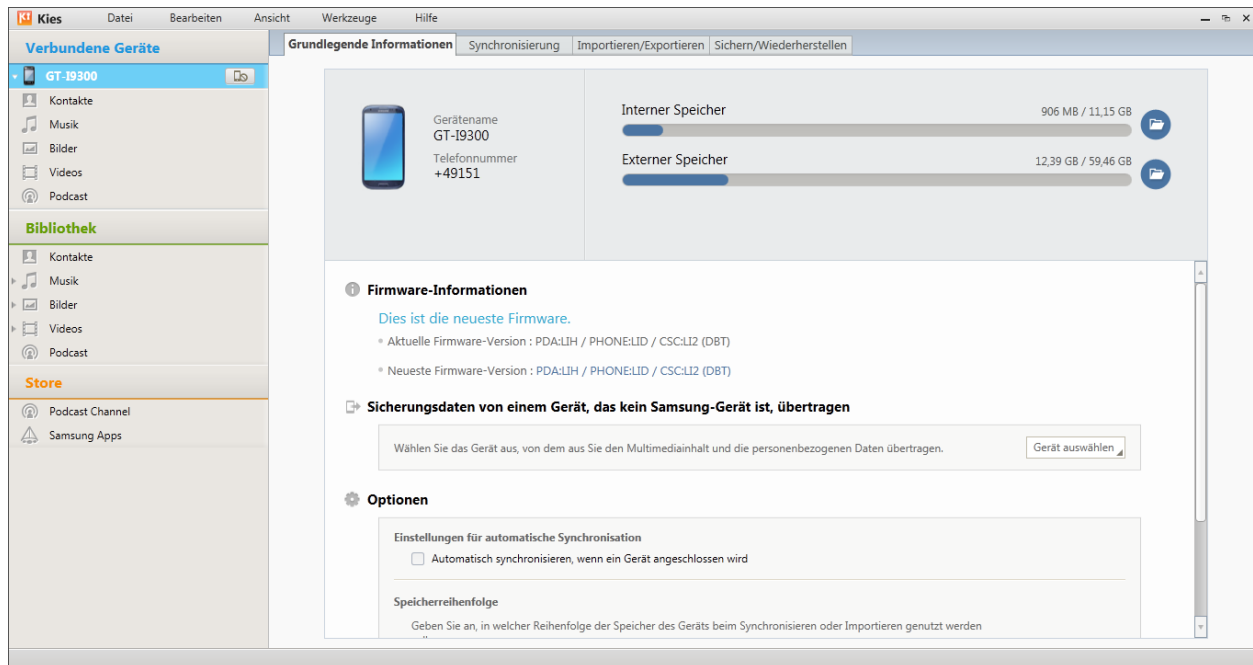 Kies
Datei
Bearbeiten
Ansicht
Werkzeuge
Hilfe
Verbundene Geräte
GT-I9300
Kontakte
Musik
Bilder
Videos
Podcast
Bibliothek
Kontakte
Musik
Bilder
Videos
Podcast
Store
Podcast Channel
Samsung Apps
Grundlegende Informationen
Synchronisierung
Importieren/Exportieren
Sichern/Wiederherstellen
Gerätename
GT-I9300
Telefonnummer
+49151
Interner Speicher
906 MB / 11,15 GB
Externer Speicher
12,39 GB / 59,46 GB
Firmware-Informationen
Dies ist die neueste Firmware.
Aktuelle Firmware-Version : PDA:LIH / PHONE:LID / CSC:LI2 (DBT)
Neueste Firmware-Version : PDA:LIH / PHONE:LID / CSC:LI2 (DBT)
Sicherungsdaten von einem Gerät, das kein Samsung-Gerät ist, übertragen
Wählen Sie das Gerät aus, von dem aus Sie den Multimediainhalt und die personenbezogenen Daten übertragen.
Gerät auswählen
Optionen
Einstellungen für automatische Synchronisation
Automatisch synchronisieren, wenn ein Gerät angeschlossen wird
Speicherreihenfolge
Geben Sie an, in welcher Reihenfolge der Speicher des Geräts beim Synchronisieren oder Importieren genutzt werden